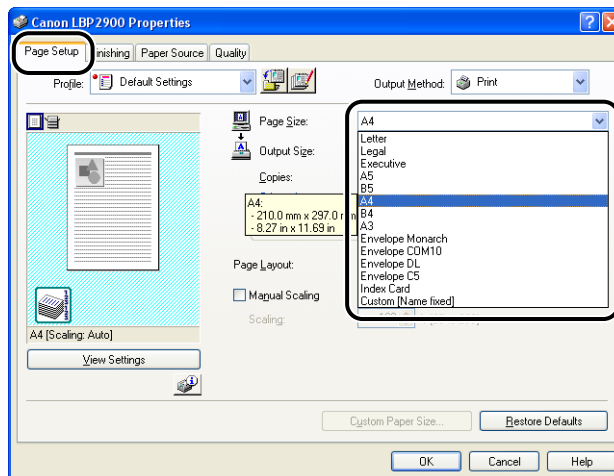 Canon LBP2900 Properties
Page Setup
inishing
Paper Source
Quality
Profile:
Default Settings
Output Method:
Print
Page Size:
A4
Output Size:
Copies:
Letter
Legal
Executive
A5
B5
A4
B4
A3
Envelope Monarch
Envelope COM10
Envelope DL
Envelope C5
Index Card
Custom [Name fixed]
A4:
- 210.0 mm x 297.0 m
- 8.27 in x 11.69 in
Page Layout:
Manual Scaling
Scaling:
A4 [Scaling: Auto]
View Settings
Custom Paper Size...
Restore Defaults
OK
Cancel
Help